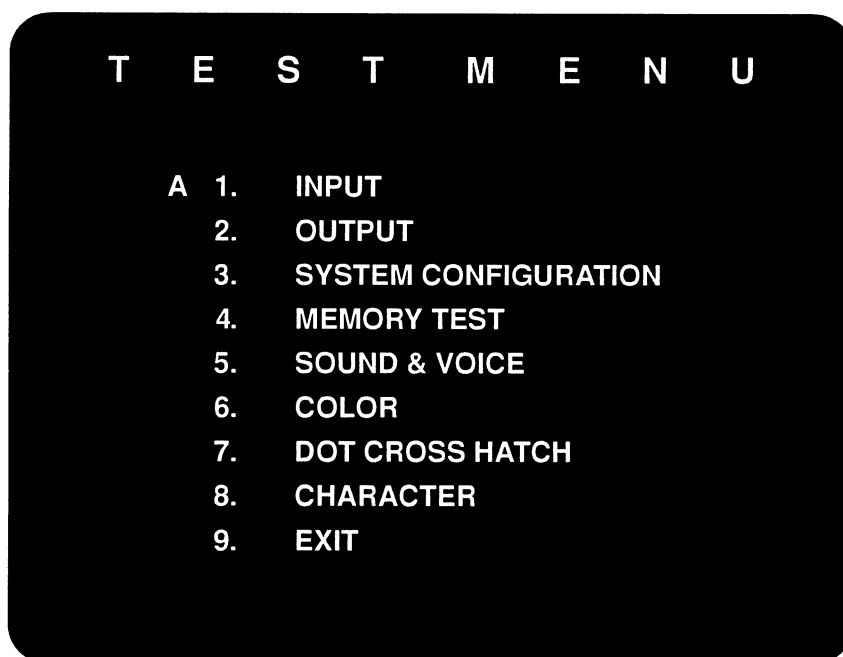 T E S T M E N U
A 1. INPUT
2. OUTPUT
3. SYSTEM CONFIGURATION
4. MEMORY TEST
5. SOUND & VOICE
6. COLOR
7. DOT CROSS HATCH
8. CHARACTER
9. EXIT